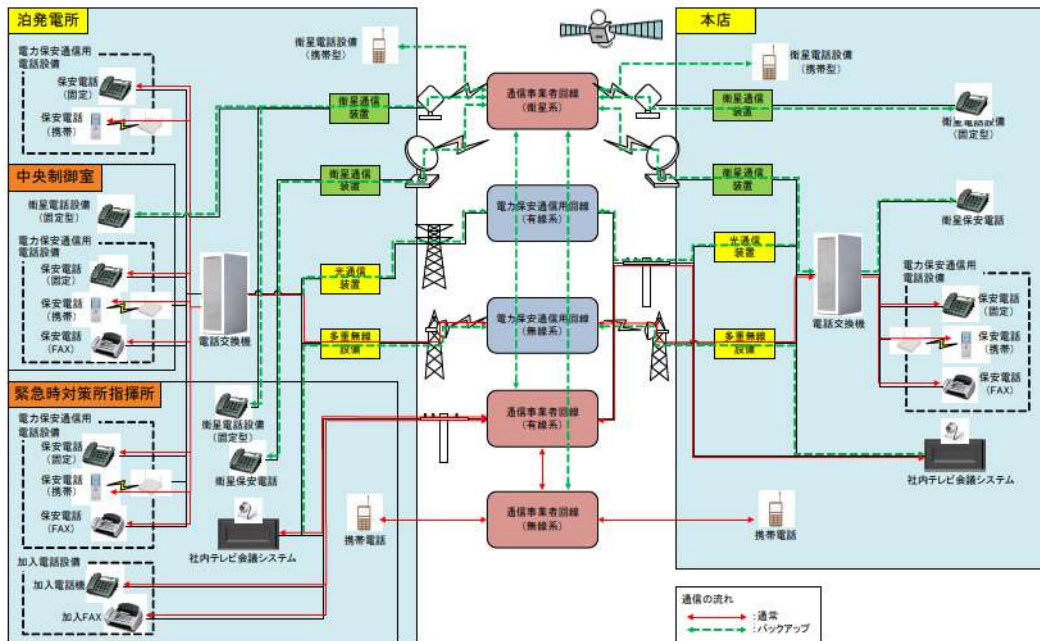 泊発電所
電力保安通信用
電話設備
保安電話
(固定)
保安電話
(携帯)
中央制御室
衛星電話設備
(固定型)
電力保安通信用
電話設備
保安電話
(固定)
保安電話
(携帯)
保安電話
(FAX)
電話交換機
緊急時対策所指揮所
電力保安通信用
電話設備
保安電話
(固定)
保安電話
(携帯)
保安電話
(FAX)
加入電話設備
加入電話機
加入FAX
衛星電話設備
(固定型)
衛星保安電話
社内テレビ会議システム
衛星電話設備
(携帯型)
衛星通信
装置
衛星通信
装置
光通信
装置
多重無線
設備
携帯電話
通信事業者回線
(衛星系)
電力保安通信用回線
(有線系)
電力保安通信用回線
(無線系)
通信事業者回線
(有線系)
通信事業者回線
(無線系)
本店
衛星電話設備
(携帯型)
衛星通信
装置
衛星電話設備
(固定型)
衛星通信
装置
衛星保安電話
光通信
装置
多重無線
設備
電話交換機
電力保安通信用
電話設備
保安電話
(固定)
保安電話
(携帯)
保安電話
(FAX)
社内テレビ会議システム
携帯電話
通信の流れ
:通常
:バックアップ